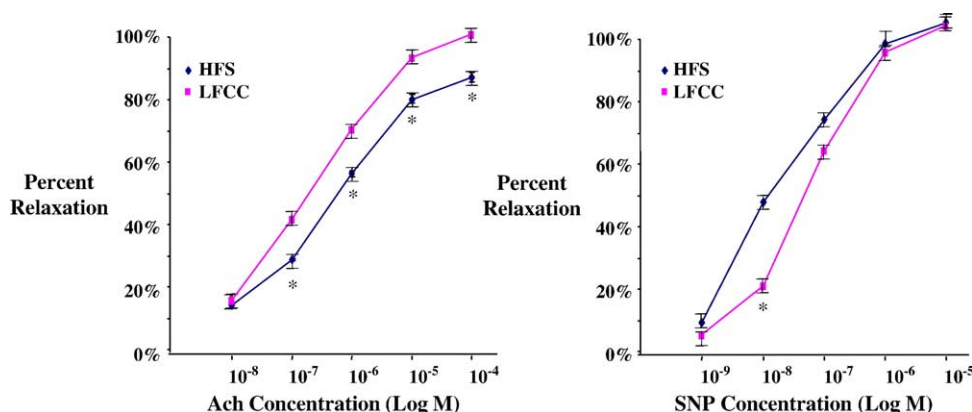 100%
80%
60%
40%
20%
0%
HFS
LFCC
Percent
Relaxation
*
*
*
*
10⁻⁸ 10⁻⁷ 10⁻⁶ 10⁻⁵ 10⁻⁴
Ach Concentration (Log M)
100%
80%
60%
40%
20%
0%
HFS
LFCC
Percent
Relaxation
*
10⁻⁹ 10⁻⁸ 10⁻⁷ 10⁻⁶ 10⁻⁵
SNP Concentration (Log M)